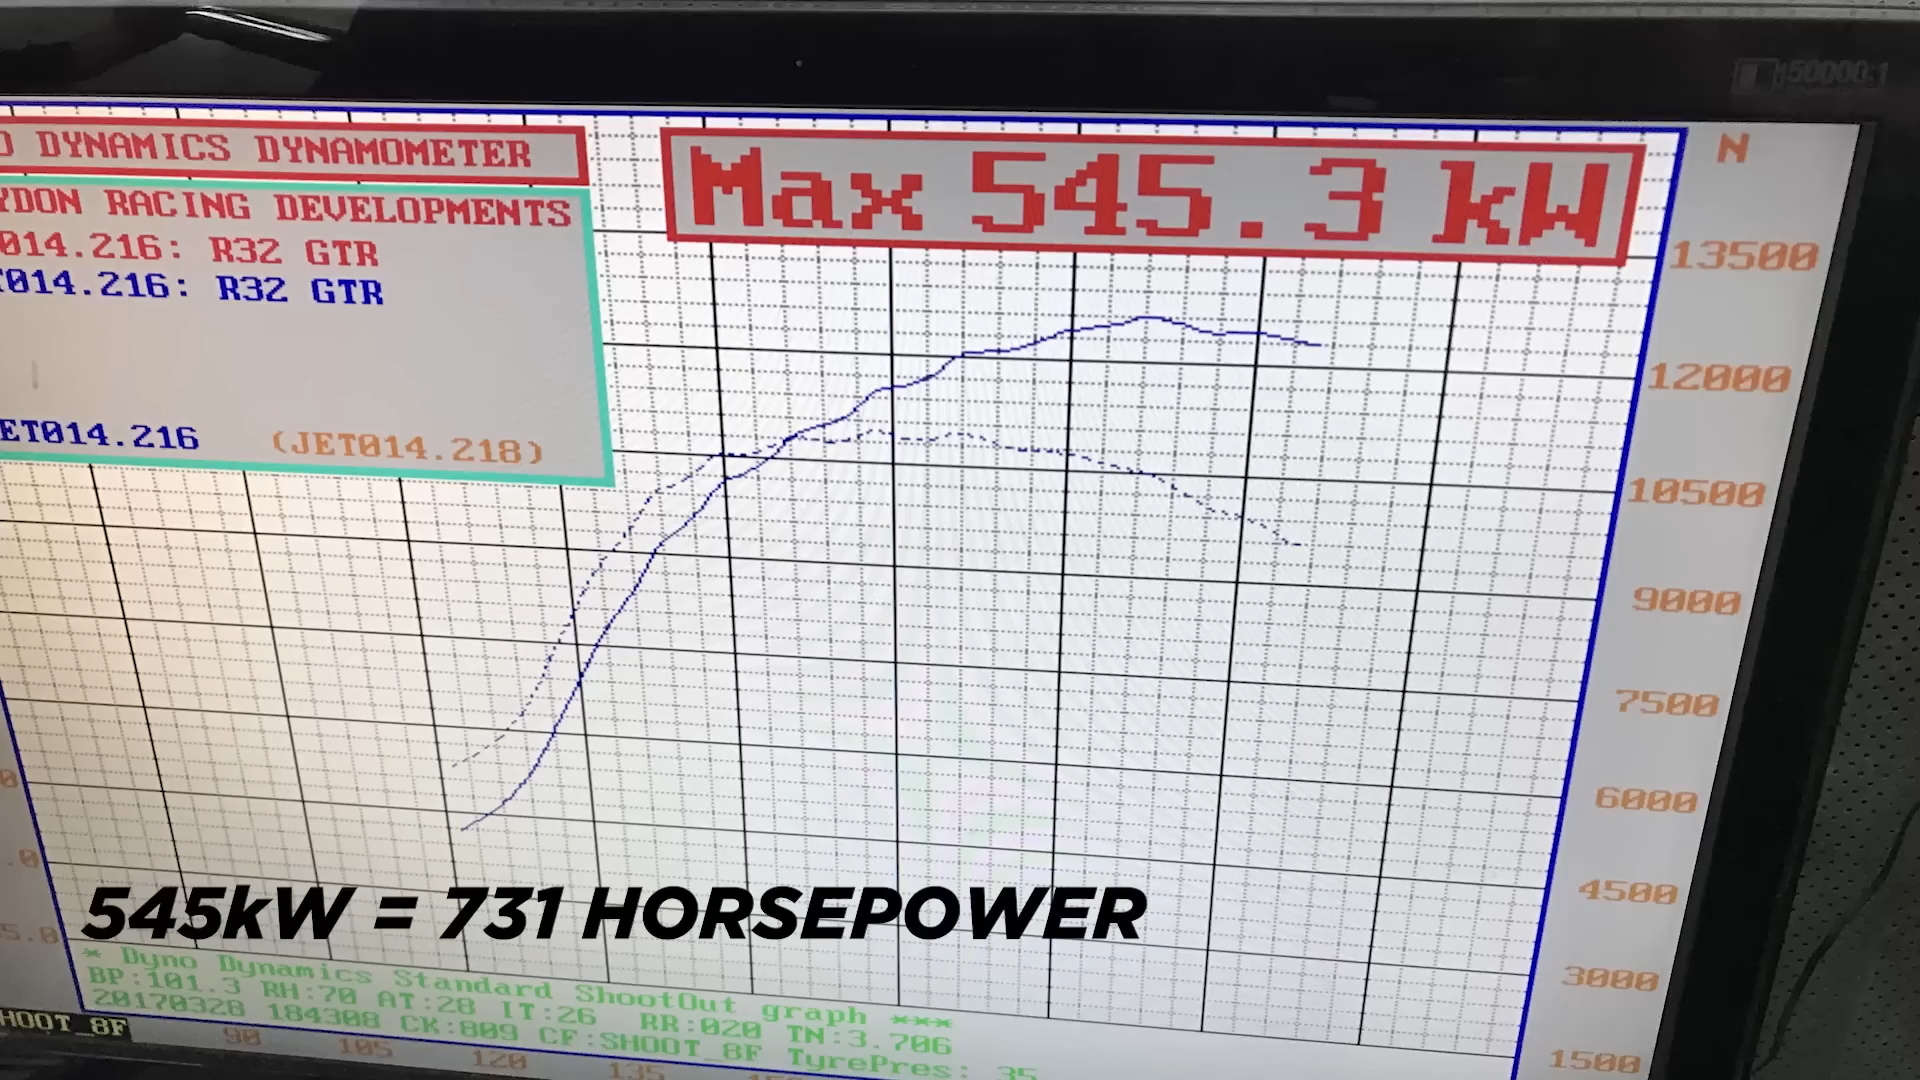 DYNAMICS DYNAMOMETER
Max 545.3 kW
N
YDON RACING DEVELOPMENTS
014.216: R32 GTR
014.216: R32 GTR
ET014.216 (JET014.218)
13500
12000
10500
9000
7500
6000
4500
3000
1500
545kW = 731 HORSEPOWER
* Dyno Dynamics Standard ShootOut graph ***
BP:101.3 RH:70 AT:28 IT:26 RR:020 TN:3.706
20170328 184308 CK:809 CF:SHOOT_8F TyrePres: 35
HOOT_8F
90 105 120 135